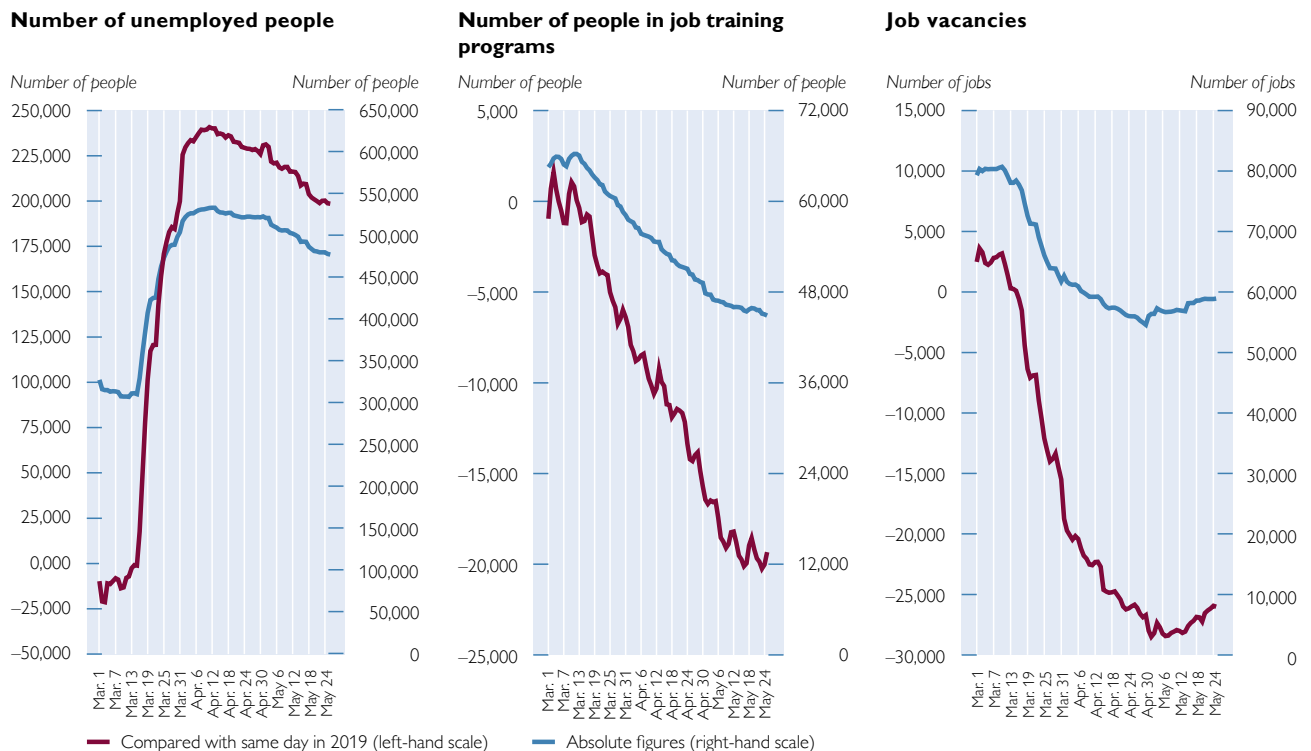 Number of unemployed people
Number of people
Number of people
250,000
225,000
200,000
175,000
150,000
125,000
100,000
75,000
50,000
25,000
0,000
−25,000
−50,000
650,000
600,000
550,000
500,000
450,000
400,000
350,000
300,000
250,000
200,000
150,000
100,000
50,000
0
Mar. 1
Mar. 7
Mar. 13
Mar. 19
Mar. 25
Mar. 31
Apr. 6
Apr. 12
Apr. 18
Apr. 24
Apr. 30
May 6
May 12
May 18
May 24
Number of people in job training
programs
Number of people
Number of people
5,000
0
−5,000
−10,000
−15,000
−20,000
−25,000
72,000
60,000
48,000
36,000
24,000
12,000
0
Mar. 1
Mar. 7
Mar. 13
Mar. 19
Mar. 25
Mar. 31
Apr. 6
Apr. 12
Apr. 18
Apr. 24
Apr. 30
May 6
May 12
May 18
May 24
Job vacancies
Number of jobs
Number of jobs
15,000
10,000
5,000
0
−5,000
−10,000
−15,000
−20,000
−25,000
−30,000
90,000
80,000
70,000
60,000
50,000
40,000
30,000
20,000
10,000
0
Mar. 1
Mar. 7
Mar. 13
Mar. 19
Mar. 25
Mar. 31
Apr. 6
Apr. 12
Apr. 18
Apr. 24
Apr. 30
May 6
May 12
May 18
May 24
Compared with same day in 2019 (left-hand scale)
Absolute figures (right-hand scale)